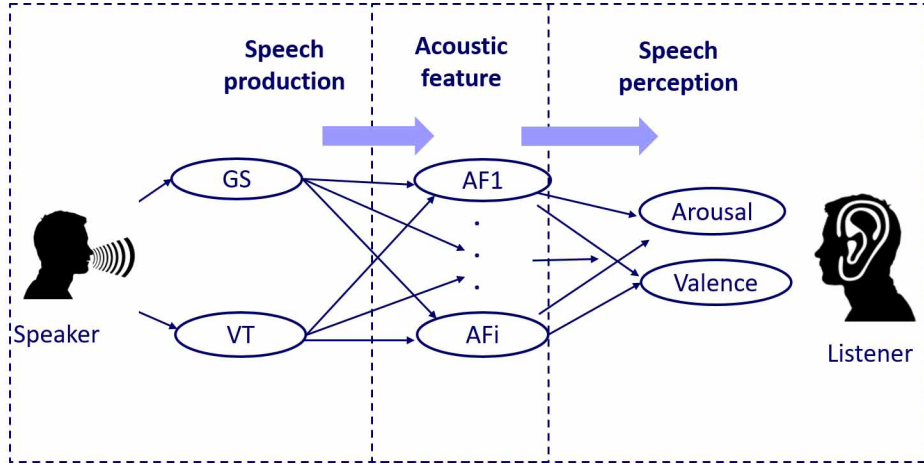 Speech
production
Acoustic
feature
Speech
perception
GS
AF1
Arousal
Valence
Speaker
VT
AFi
Listener